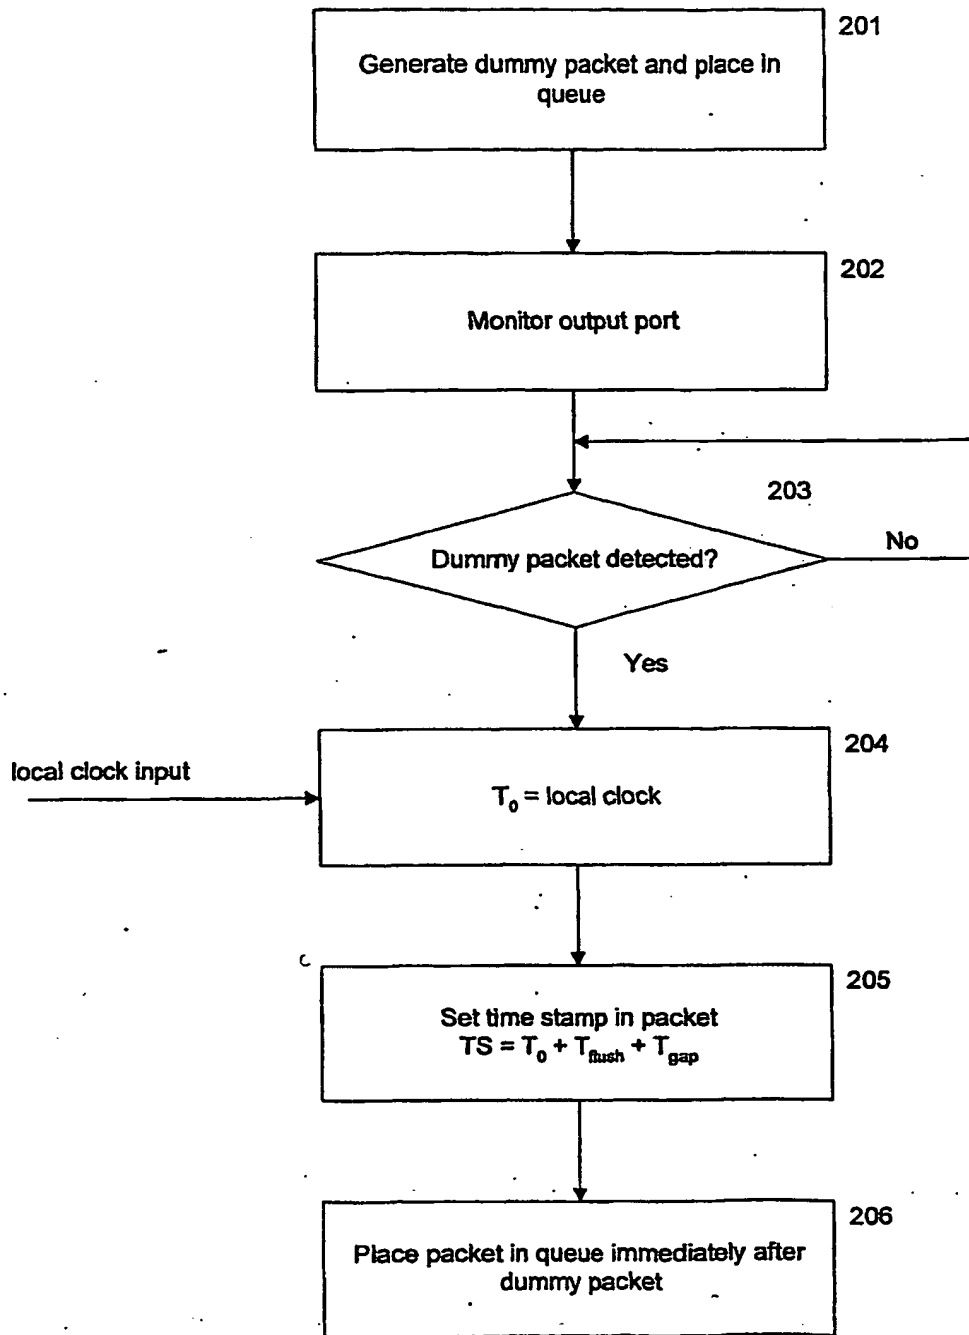 201
Generate dummy packet and place in
queue
202
Monitor output port
203
Dummy packet detected?
No
Yes
204
local clock input
T₀ = local clock
205
Set time stamp in packet
TS = T₀ + T_flush + T_gap
206
Place packet in queue immediately after
dummy packet